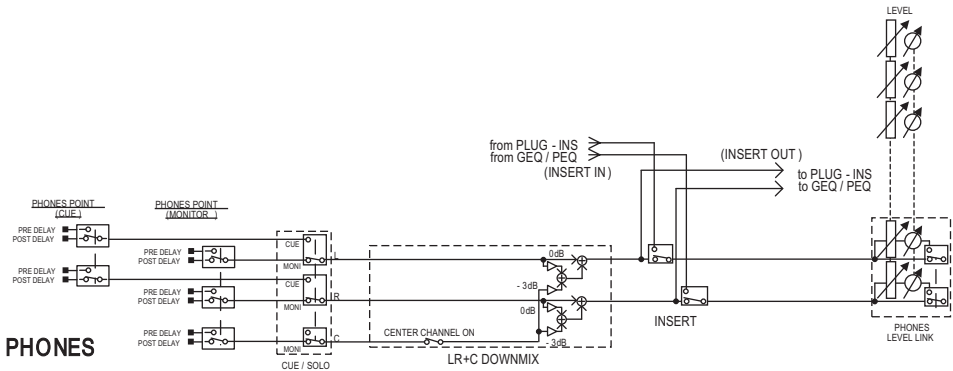 LEVEL
from PLUG - INS
from GEQ / PEQ
(INSERT IN )
(INSERT OUT )
to PLUG - INS
to GEQ / PEQ
PHONES POINT
(CUE )
PHONES POINT
(MONITOR )
PRE DELAY
POST DELAY
CUE
L
MONI
PRE DELAY
POST DELAY
PRE DELAY
POST DELAY
CUE
R
MONI
PRE DELAY
POST DELAY
PRE DELAY
POST DELAY
C
MONI
CUE / SOLO
CENTER CHANNEL ON
0dB
- 3dB
0dB
- 3dB
LR+C DOWNMIX
INSERT
PHONES
LEVEL LINK
PHONES